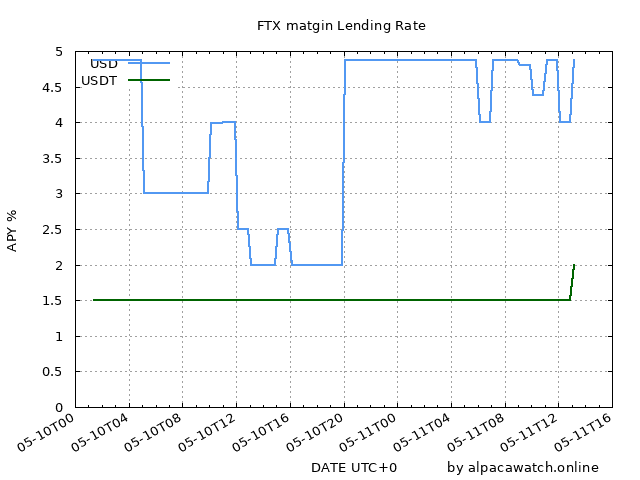 FTX matgin Lending Rate
5
4.5
4
3.5
3
2.5
2
1.5
1
0.5
0
APY %
USD
USDT
05-10T00
05-10T04
05-10T08
05-10T12
05-10T16
05-10T20
05-11T00
05-11T04
05-11T08
05-11T12
05-11T16
DATE UTC+0
by alpacawatch.online